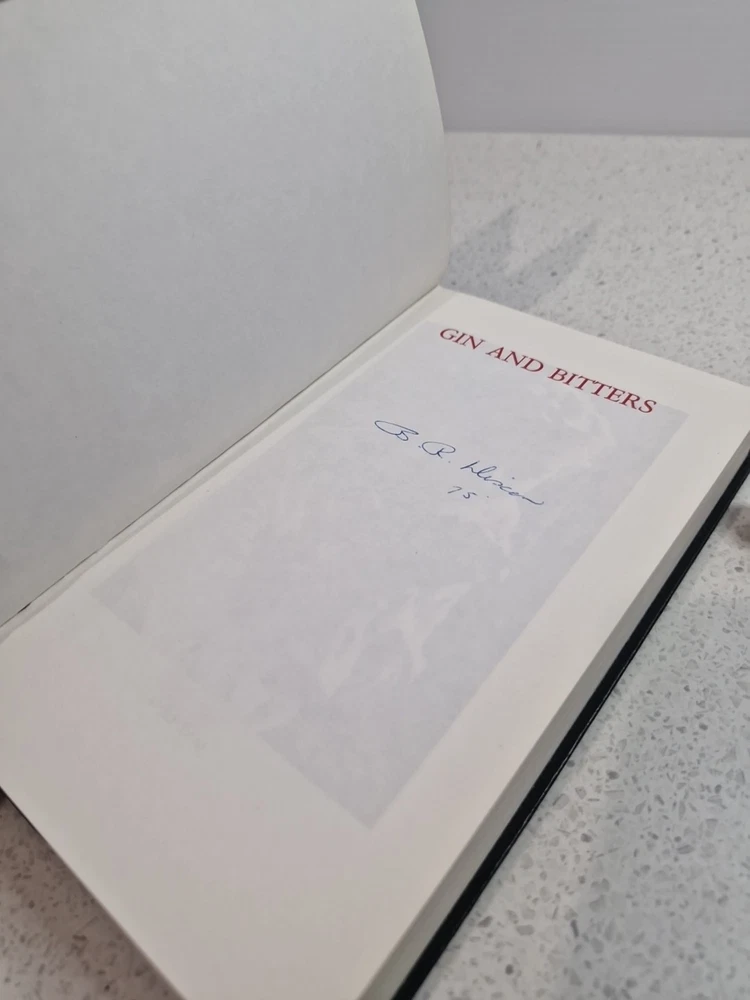 GIN AND BITTERS
B. R.
75.